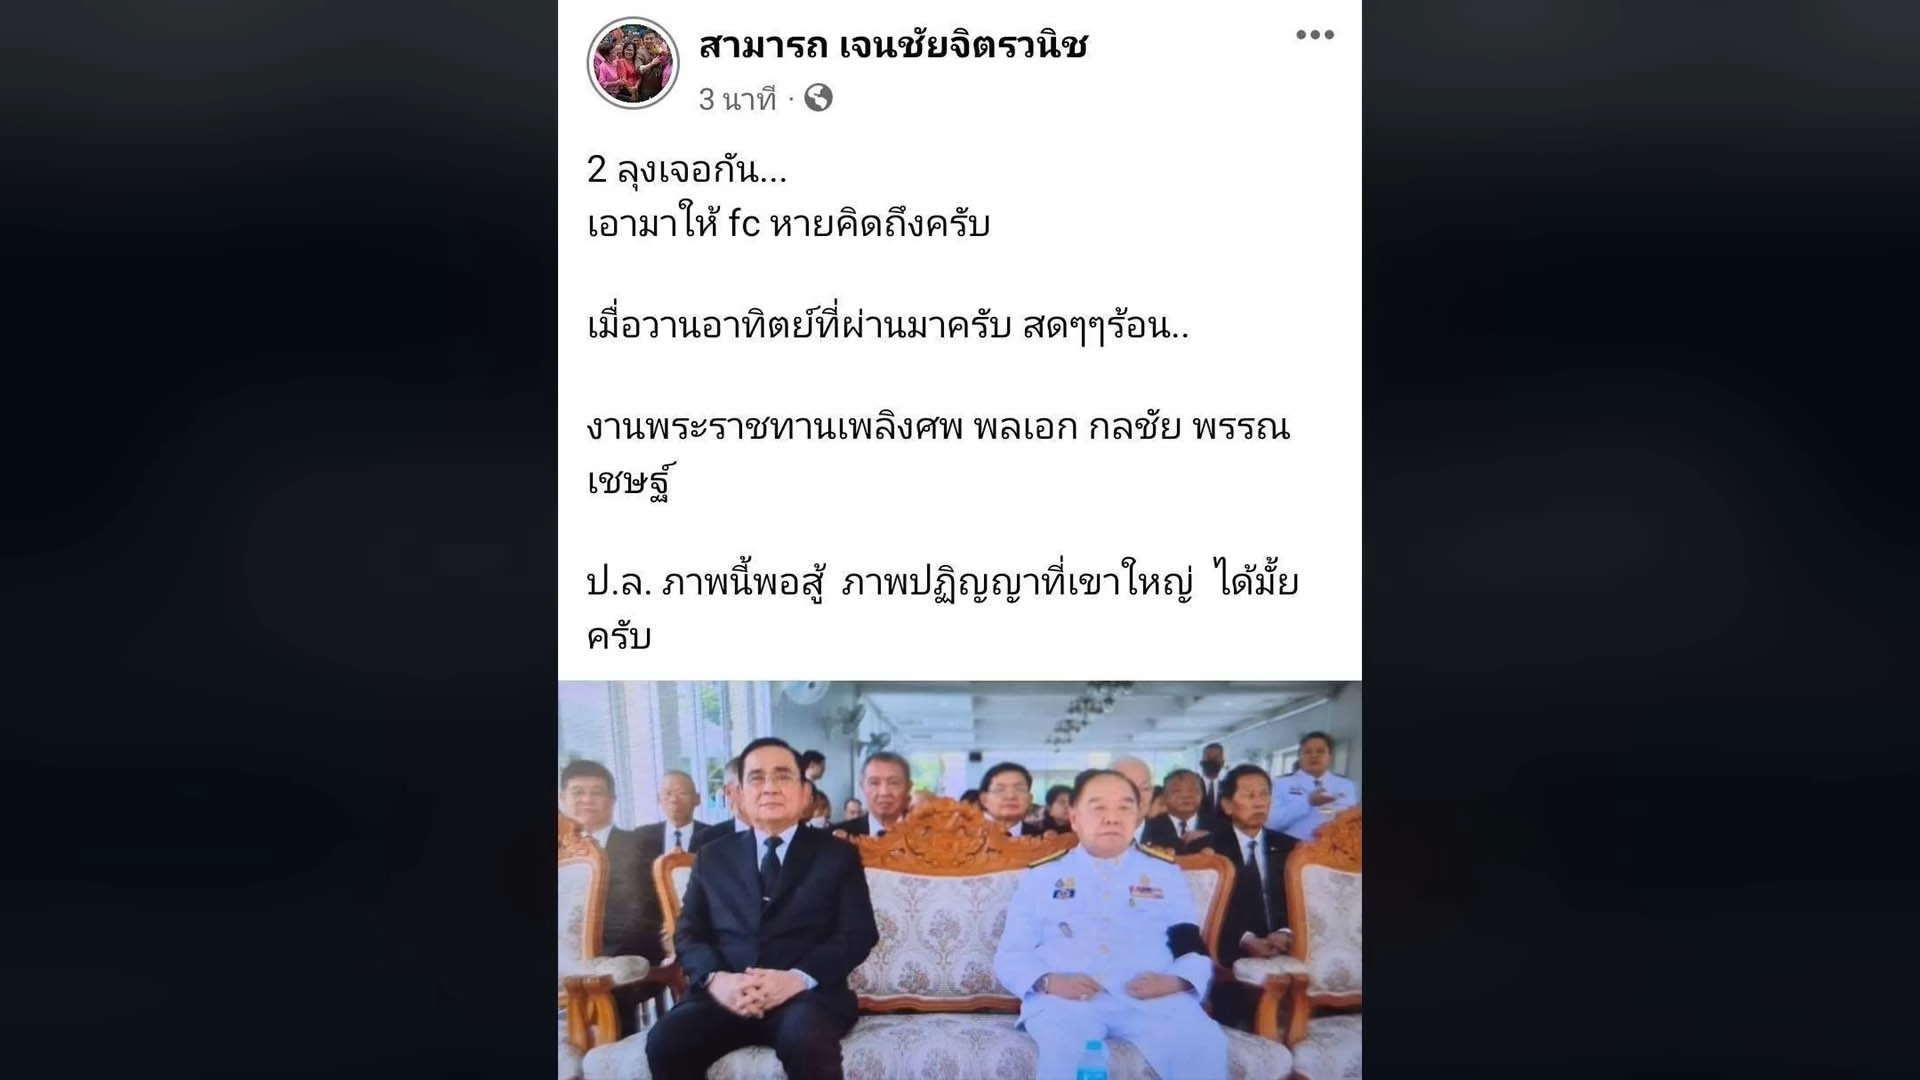 สามารถ เจนชัยจิตรวนิช
3 นาที ·
2 ลุงเจอกัน...
เอามาให้ fc หายคิดถึงครับ
เมื่อวานอาทิตย์ที่ผ่านมาครับ สดๆๆร้อน..
งานพระราชทานเพลิงศพ พลเอก กลชัย พรรณ
เชษฐ์
ป.ล. ภาพนี้พอสู้ ภาพปฏิญญาที่เขาใหญ่ ได้มั้ย
ครับ